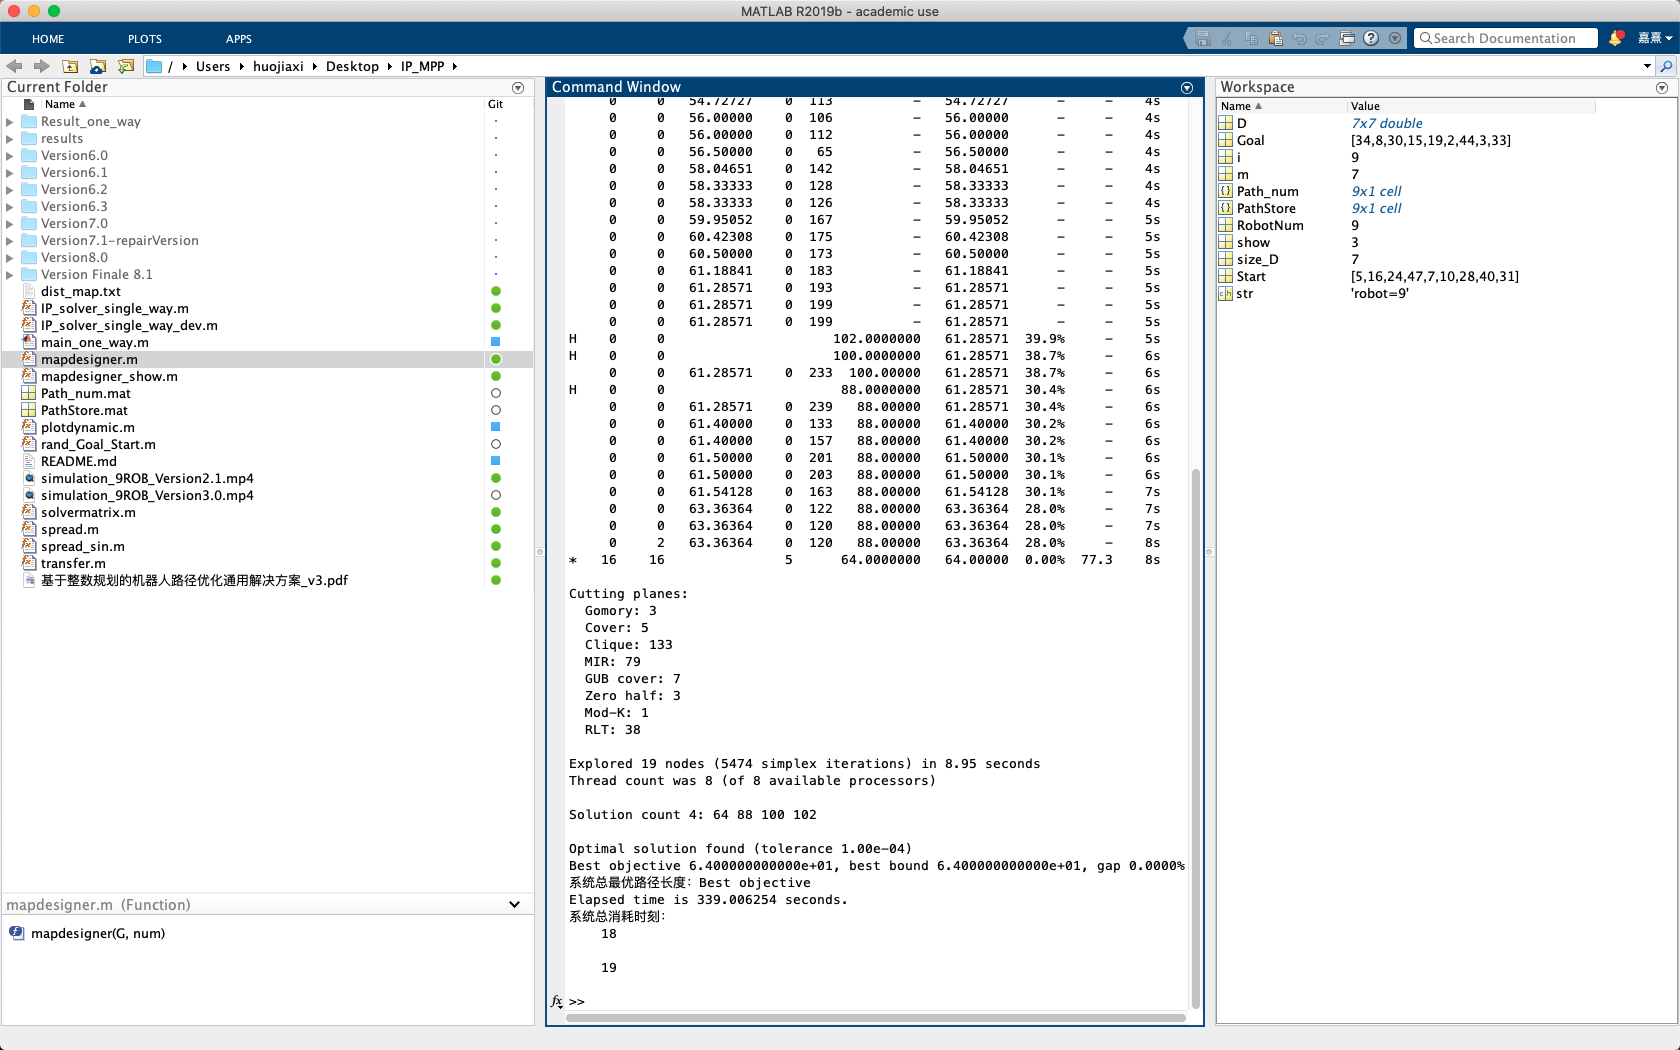 MATLAB R2019b - academic use
HOME PLOTS APPS
Search Documentation
嘉熹
/ Users huojiaxi Desktop IP_MPP
Current Folder
Name Git
Result_one_way
results
Version6.0
Version6.1
Version6.2
Version6.3
Version7.0
Version7.1-repairVersion
Version8.0
Version Finale 8.1
dist_map.txt
IP_solver_single_way.m
IP_solver_single_way_dev.m
main_one_way.m
mapdesigner.m
mapdesigner_show.m
Path_num.mat
PathStore.mat
plotdynamic.m
rand_Goal_Start.m
README.md
simulation_9ROB_Version2.1.mp4
simulation_9ROB_Version3.0.mp4
solvermatrix.m
spread.m
spread_sin.m
transfer.m
基于整数规划的机器人路径优化通用解决方案_v3.pdf
mapdesigner.m (Function)
mapdesigner(G, num)
Command Window
0 0 54.72727 0 113 - 54.72727 - - 4s
0 0 56.00000 0 106 - 56.00000 - - 4s
0 0 56.00000 0 112 - 56.00000 - - 4s
0 0 56.50000 0 65 - 56.50000 - - 4s
0 0 58.04651 0 142 - 58.04651 - - 4s
0 0 58.33333 0 128 - 58.33333 - - 4s
0 0 58.33333 0 126 - 58.33333 - - 4s
0 0 59.95052 0 167 - 59.95052 - - 5s
0 0 60.42308 0 175 - 60.42308 - - 5s
0 0 60.50000 0 173 - 60.50000 - - 5s
0 0 61.18841 0 183 - 61.18841 - - 5s
0 0 61.28571 0 193 - 61.28571 - - 5s
0 0 61.28571 0 199 - 61.28571 - - 5s
0 0 61.28571 0 199 - 61.28571 - - 5s
H 0 0 102.0000000 61.28571 39.9% - 5s
H 0 0 100.0000000 61.28571 38.7% - 6s
0 0 61.28571 0 233 100.00000 61.28571 38.7% - 6s
H 0 0 88.0000000 61.28571 30.4% - 6s
0 0 61.28571 0 239 88.00000 61.28571 30.4% - 6s
0 0 61.40000 0 133 88.00000 61.40000 30.2% - 6s
0 0 61.40000 0 157 88.00000 61.40000 30.2% - 6s
0 0 61.50000 0 201 88.00000 61.50000 30.1% - 6s
0 0 61.50000 0 203 88.00000 61.50000 30.1% - 6s
0 0 61.54128 0 163 88.00000 61.54128 30.1% - 7s
0 0 63.36364 0 122 88.00000 63.36364 28.0% - 7s
0 0 63.36364 0 120 88.00000 63.36364 28.0% - 7s
0 2 63.36364 0 120 88.00000 63.36364 28.0% - 8s
* 16 16 5 64.0000000 64.00000 0.00% 77.3 8s
Cutting planes:
Gomory: 3
Cover: 5
Clique: 133
MIR: 79
GUB cover: 7
Zero half: 3
Mod-K: 1
RLT: 38
Explored 19 nodes (5474 simplex iterations) in 8.95 seconds
Thread count was 8 (of 8 available processors)
Solution count 4: 64 88 100 102
Optimal solution found (tolerance 1.00e-04)
Best objective 6.400000000000e+01, best bound 6.400000000000e+01, gap 0.0000%
系统总最优路径长度：Best objective
Elapsed time is 339.006254 seconds.
系统总消耗时刻：
18
19
fx >>
Workspace
Name Value
D 7x7 double
Goal [34,8,30,15,19,2,44,3,33]
i 9
m 7
Path_num 9x1 cell
PathStore 9x1 cell
RobotNum 9
show 3
size_D 7
Start [5,16,24,47,7,10,28,40,31]
str 'robot=9'